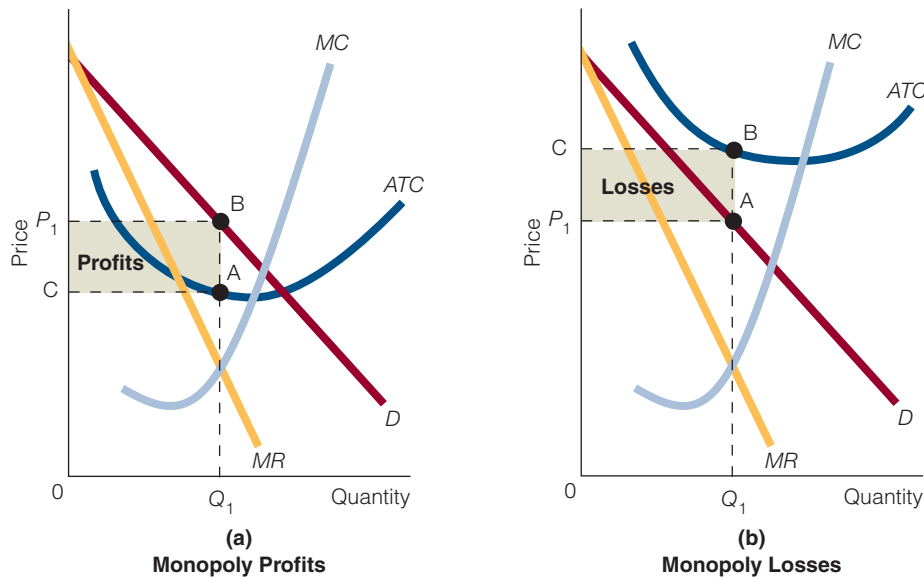 MC
ATC
B
P1
Price
Profits
A
C
D
MR
0
Q1
Quantity
(a)
Monopoly Profits
MC
ATC
B
C
Losses
A
P1
Price
D
MR
0
Q1
Quantity
(b)
Monopoly Losses